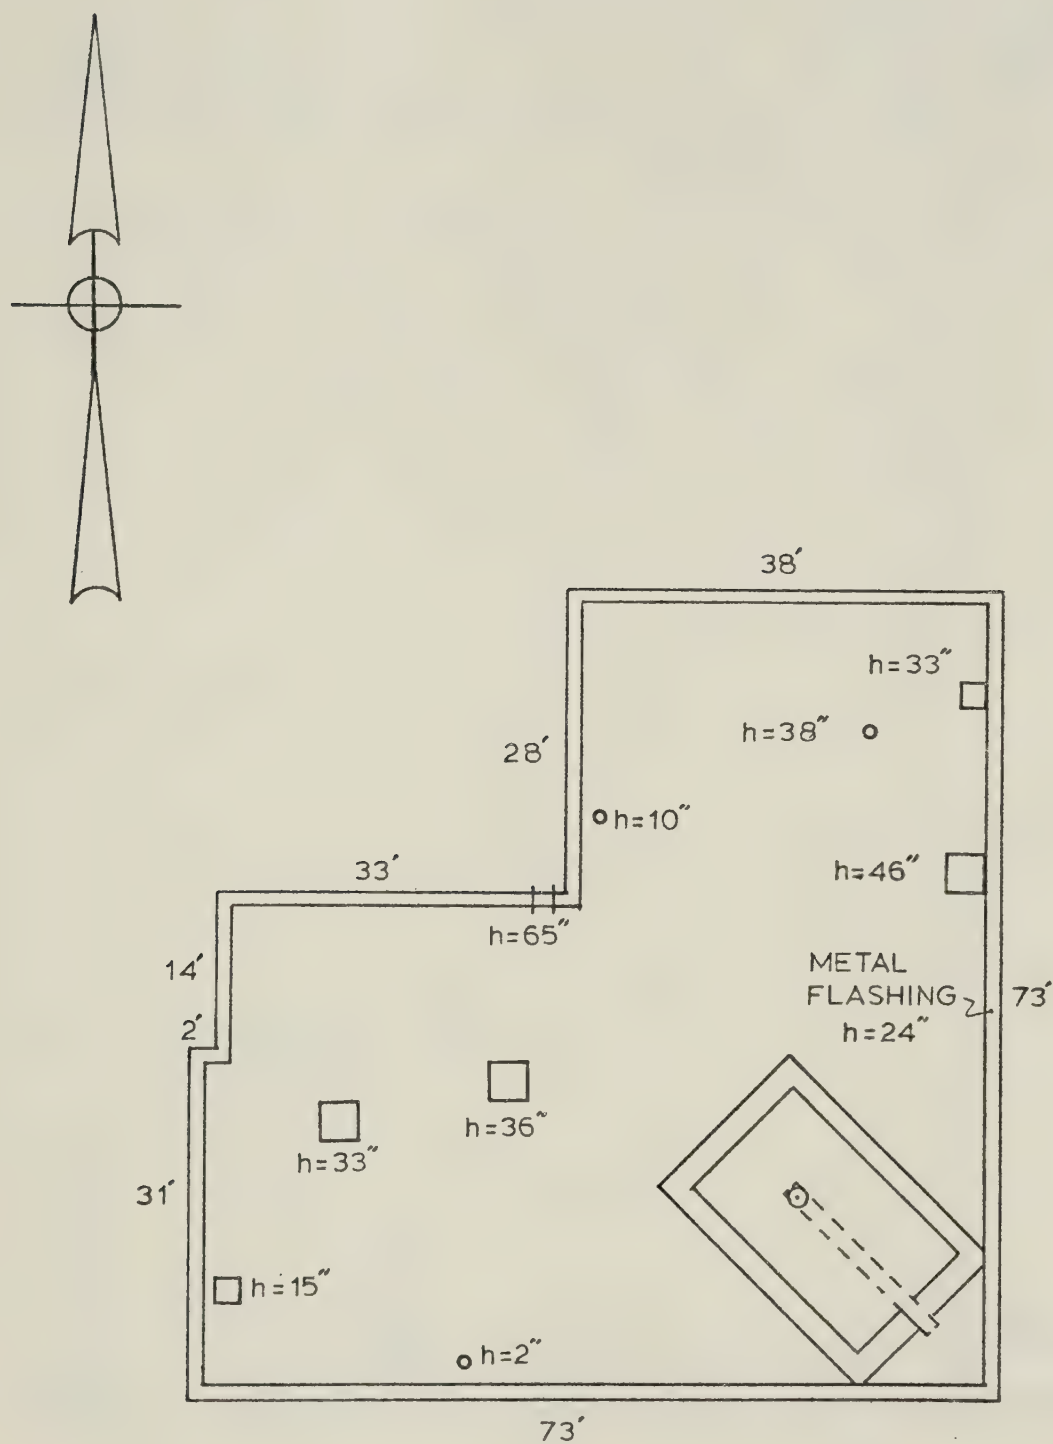 38′
h=33″
h=38″
28′
h=10″
33′
h=46″
h=65″
METAL
FLASHING
h=24″
14′
73′
2′
h=36″
h=33″
31′
h=15″
h=2″
73′